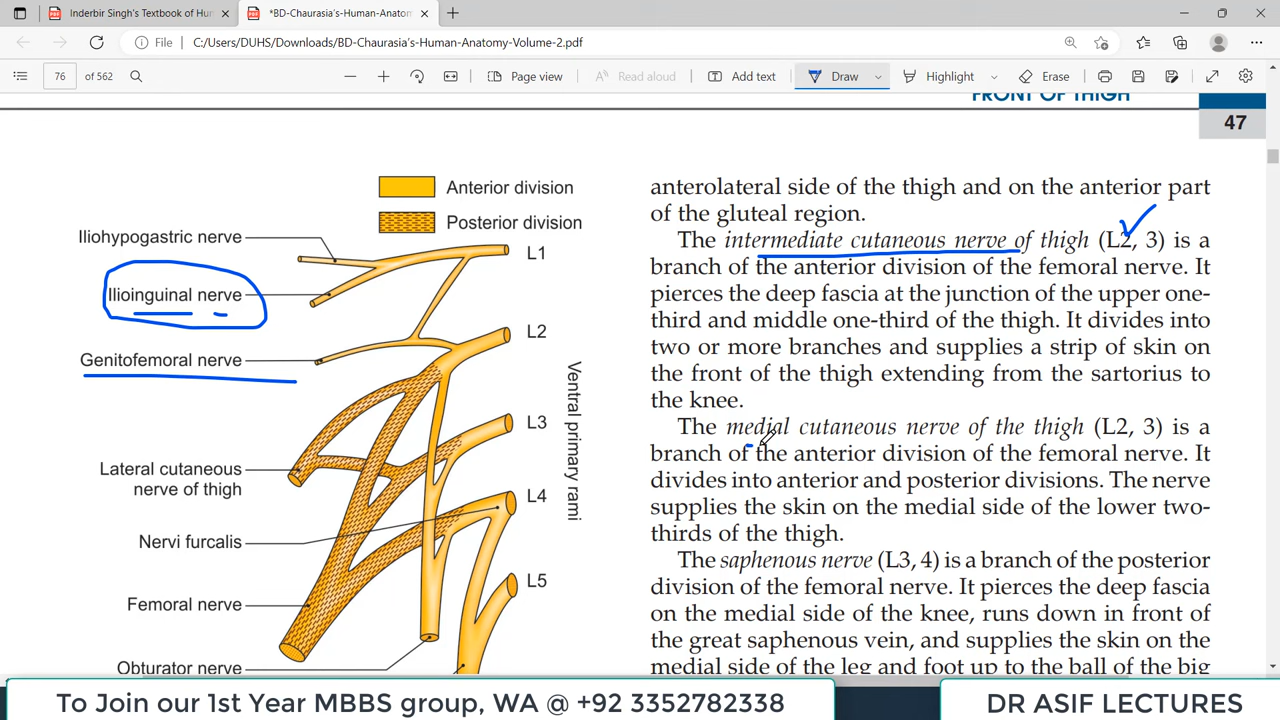 Inderbir Singh's Textbook of Hum
*BD-Chaurasia's-Human-Anatomy-
File
C:/Users/DUHS/Downloads/BD-Chaurasia's-Human-Anatomy-Volume-2.pdf
76 of 562
Page view
Read aloud
Add text
Draw
Highlight
Erase
FRONT OF THIGH
47
Anterior division
Posterior division
Iliohypogastric nerve
Ilioinguinal nerve
Genitofemoral nerve
Lateral cutaneous
nerve of thigh
Nervi furcalis
Femoral nerve
Obturator nerve
L1
L2
L3
L4
L5
Ventral primary rami
anterolateral side of the thigh and on the anterior part
of the gluteal region.
The intermediate cutaneous nerve of thigh (L2, 3) is a
branch of the anterior division of the femoral nerve. It
pierces the deep fascia at the junction of the upper one-
third and middle one-third of the thigh. It divides into
two or more branches and supplies a strip of skin on
the front of the thigh extending from the sartorius to
the knee.
The medial cutaneous nerve of the thigh (L2, 3) is a
branch of the anterior division of the femoral nerve. It
divides into anterior and posterior divisions. The nerve
supplies the skin on the medial side of the lower two-
thirds of the thigh.
The saphenous nerve (L3, 4) is a branch of the posterior
division of the femoral nerve. It pierces the deep fascia
on the medial side of the knee, runs down in front of
the great saphenous vein, and supplies the skin on the
medial side of the leg and foot up to the ball of the big
To Join our 1st Year MBBS group, WA @ +92 3352782338
DR ASIF LECTURES